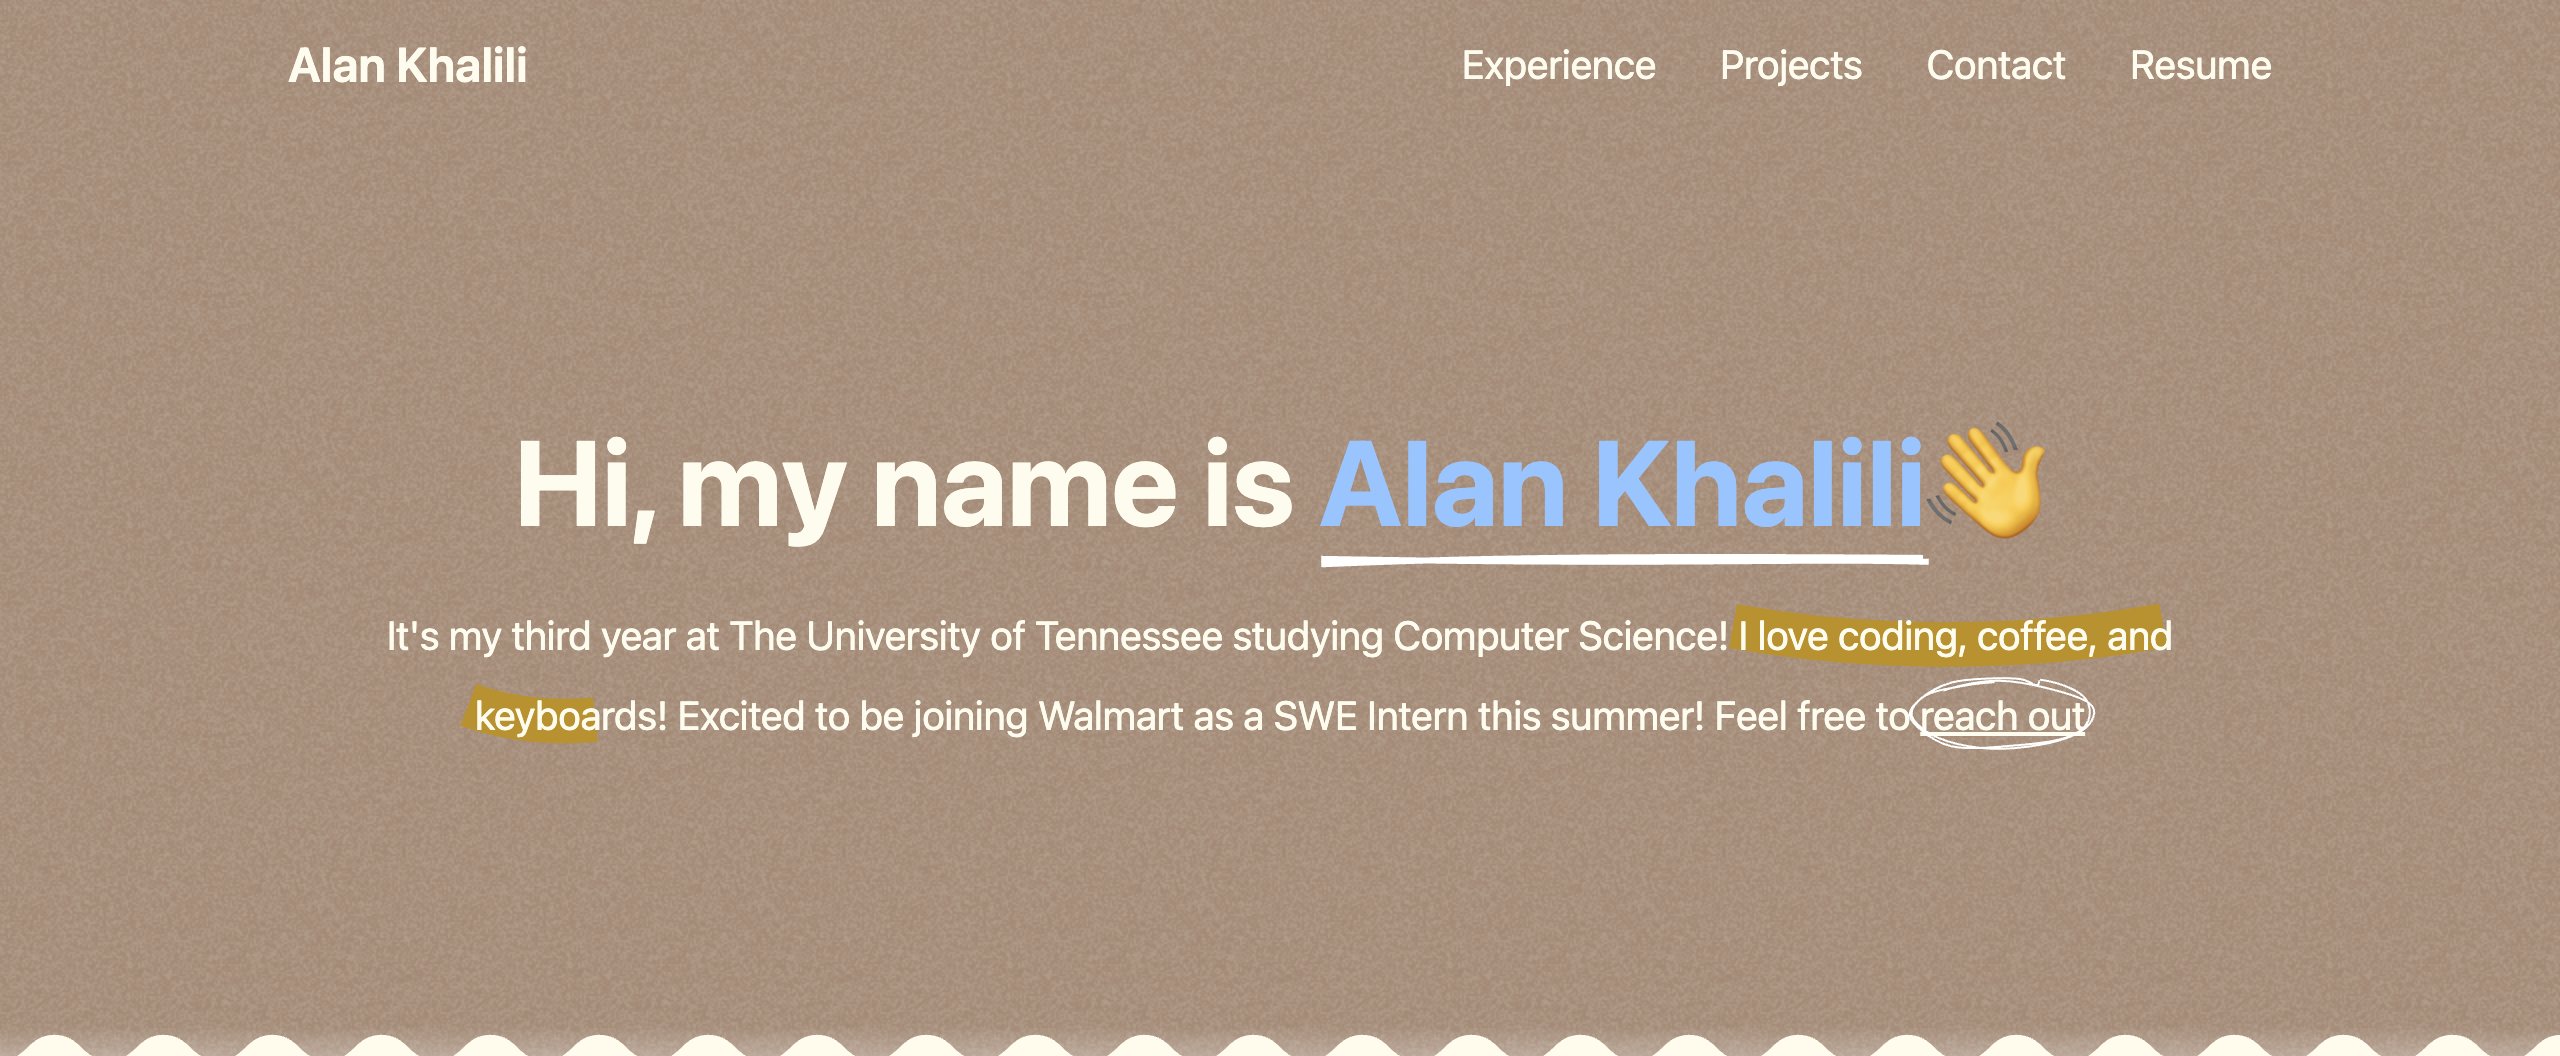 Alan Khalili
Experience Projects Contact Resume
Hi, my name is Alan Khalili👋
It's my third year at The University of Tennessee studying Computer Science! I love coding, coffee, and
keyboards! Excited to be joining Walmart as a SWE Intern this summer! Feel free to reach out